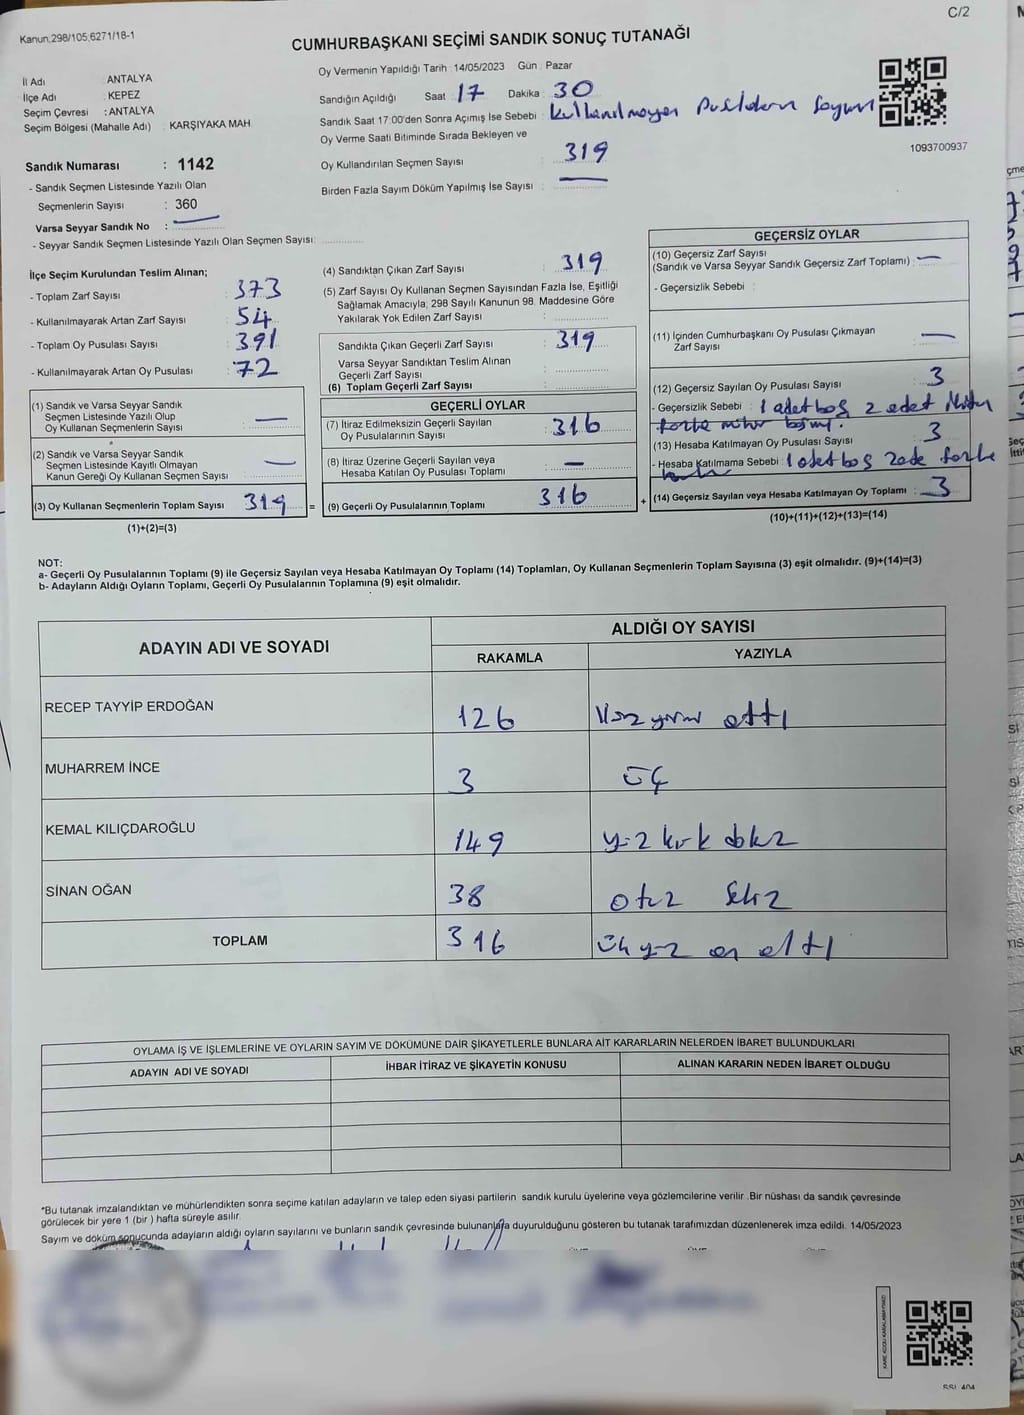 C/2
Kanun,298/105,6271/18-1
CUMHURBAŞKANI SEÇİMİ SANDIK SONUÇ TUTANAĞI
İl Adı : ANTALYA
İlçe Adı : KEPEZ
Seçim Çevresi : ANTALYA
Seçim Bölgesi (Mahalle Adı) : KARŞIYAKA MAH
Sandık Numarası : 1142
- Sandık Seçmen Listesinde Yazılı Olan
Seçmenlerin Sayısı : 360
Varsa Seyyar Sandık No :
- Seyyar Sandık Seçmen Listesinde Yazılı Olan Seçmen Sayısı:
Oy Vermenin Yapıldığı Tarih : 14/05/2023 Gün : Pazar
Sandığın Açıldığı Saat : 17 Dakika : 30
Sandık Saat 17:00'den Sonra Açımış İse Sebebi : kullanılmayan Pusulaların Sayımı
Oy Verme Saati Bitiminde Sırada Bekleyen ve
Oy Kullandırılan Seçmen Sayısı : 319
Birden Fazla Sayım Döküm Yapılmış İse Sayısı : —
1093700937
İlçe Seçim Kurulundan Teslim Alınan;
- Toplam Zarf Sayısı : 373
- Kullanılmayarak Artan Zarf Sayısı : 54
- Toplam Oy Pusulası Sayısı : 391
- Kullanılmayarak Artan Oy Pusulası : 72
(1) Sandık ve Varsa Seyyar Sandık
Seçmen Listesinde Yazılı Olup
Oy Kullanan Seçmenlerin Sayısı : —
(2) Sandık ve Varsa Seyyar Sandık
Seçmen Listesinde Kayıtlı Olmayan
Kanun Gereği Oy Kullanan Seçmen Sayısı : —
(3) Oy Kullanan Seçmenlerin Toplam Sayısı : 319
(1)+(2)=(3)
(4) Sandıktan Çıkan Zarf Sayısı : 319
(5) Zarf Sayısı Oy Kullanan Seçmen Sayısından Fazla İse, Eşitliği
Sağlamak Amacıyla; 298 Sayılı Kanunun 98. Maddesine Göre
Yakılarak Yok Edilen Zarf Sayısı :
Sandıkta Çıkan Geçerli Zarf Sayısı : 319
Varsa Seyyar Sandıktan Teslim Alınan
Geçerli Zarf Sayısı :
(6) Toplam Geçerli Zarf Sayısı :
GEÇERLİ OYLAR
(7) İtiraz Edilmeksizin Geçerli Sayılan
Oy Pusulalarının Sayısı : 316
(8) İtiraz Üzerine Geçerli Sayılan veya
Hesaba Katılan Oy Pusulası Toplamı : —
(9) Geçerli Oy Pusulalarının Toplamı : 316
GEÇERSİZ OYLAR
(10) Geçersiz Zarf Sayısı
(Sandık ve Varsa Seyyar Sandık Geçersiz Zarf Toplamı) : —
- Geçersizlik Sebebi :
(11) İçinden Cumhurbaşkanı Oy Pusulası Çıkmayan
Zarf Sayısı : —
(12) Geçersiz Sayılan Oy Pusulası Sayısı : 3
- Geçersizlik Sebebi : 1 adet boş 2 adet
fazla mühür
(13) Hesaba Katılmayan Oy Pusulası Sayısı : 3
- Hesaba Katılmama Sebebi : 1 adet boş 2 ade fazla
(14) Geçersiz Sayılan veya Hesaba Katılmayan Oy Toplamı : 3
(10)+(11)+(12)+(13)=(14)
NOT:
a- Geçerli Oy Pusulalarının Toplamı (9) ile Geçersiz Sayılan veya Hesaba Katılmayan Oy Toplamı (14) Toplamları, Oy Kullanan Seçmenlerin Toplam Sayısına (3) eşit olmalıdır. (9)+(14)=(3)
b- Adayların Aldığı Oyların Toplamı, Geçerli Oy Pusulalarının Toplamına (9) eşit olmalıdır.
ADAYIN ADI VE SOYADI ALDIĞI OY SAYISI
RAKAMLA YAZIYLA
RECEP TAYYİP ERDOĞAN 126 Yüz yirmi altı
MUHARREM İNCE 3 üç
KEMAL KILIÇDAROĞLU 149 yüz kırk dokuz
SİNAN OĞAN 38 otuz sekiz
TOPLAM 316 üç yüz on altı
OYLAMA İŞ VE İŞLEMLERİNE VE OYLARIN SAYIM VE DÖKÜMÜNE DAİR ŞİKAYETLERLE BUNLARA AİT KARARLARIN NELERDEN İBARET BULUNDUKLARI
ADAYIN ADI VE SOYADI İHBAR İTİRAZ VE ŞİKAYETİN KONUSU ALINAN KARARIN NEDEN İBARET OLDUĞU
*Bu tutanak imzalandıktan ve mühürlendikten sonra seçime katılan adayların ve talep eden siyasi partilerin sandık kurulu üyelerine veya gözlemcilerine verilir. Bir nüshası da sandık çevresinde
görülecek bir yere 1 (bir ) hafta süreyle asılır.
Sayım ve döküm sonucunda adayların aldığı oyların sayılarını ve bunların sandık çevresinde bulunanlara duyurulduğunu gösteren bu tutanak tarafımızdan düzenlenerek imza edildi. 14/05/2023